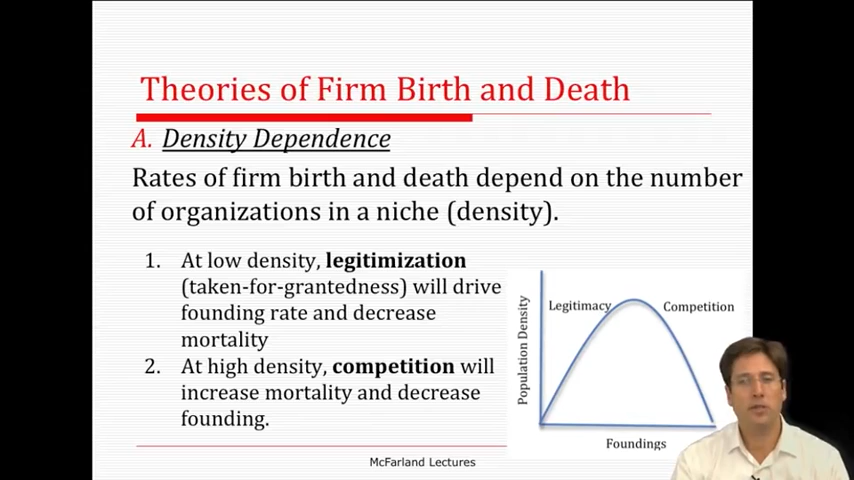 Theories of Firm Birth and Death
A. Density Dependence
Rates of firm birth and death depend on the number
of organizations in a niche (density).
1. At low density, legitimization
(taken-for-grantedness) will drive
founding rate and decrease
mortality
2. At high density, competition will
increase mortality and decrease
founding.
Population Density
Legitimacy
Competition
Foundings
McFarland Lectures